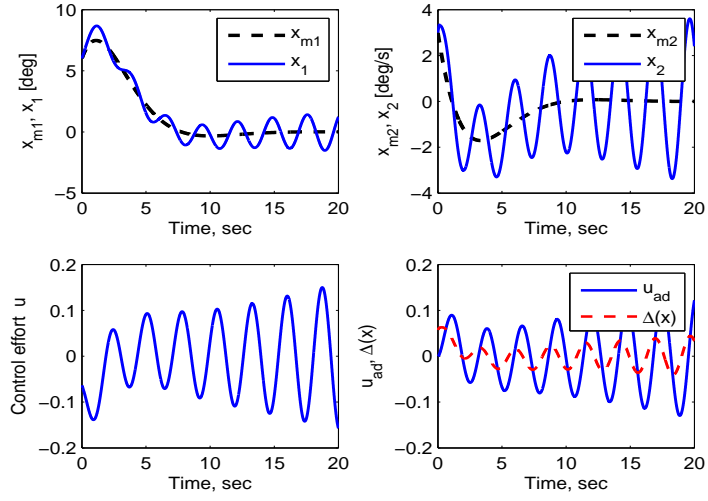 10
5
0
−5
x_m1, x_1 [deg]
x_m1
x_1
0
5
10
15
20
Time, sec
4
2
0
−2
−4
x_m2, x_2 [deg/s]
x_m2
x_2
0
5
10
15
20
Time, sec
0.2
0.1
0
−0.1
−0.2
Control effort u
0
5
10
15
20
Time, sec
0.2
0.1
0
−0.1
−0.2
u_ad, Δ(x)
u_ad
Δ(x)
0
5
10
15
20
Time, sec